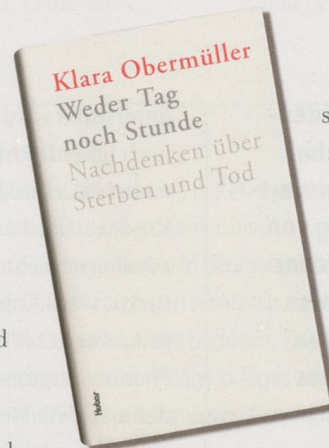 Klara Obermüller
Weder Tag
noch Stunde
Nachdenken über
Sterben und Tod
Huber
s
d